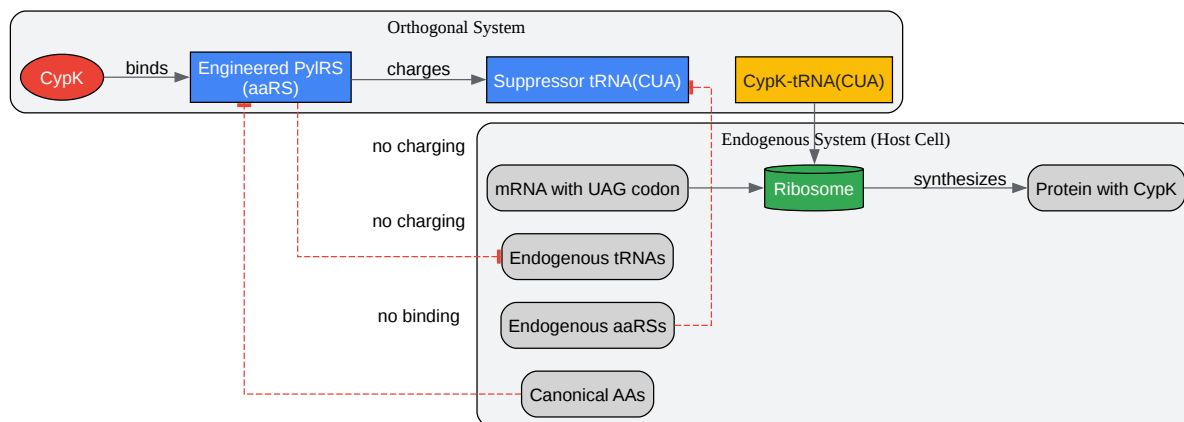 Orthogonal System
CypK
binds
Engineered PylRS
(aaRS)
charges
Suppressor tRNA(CUA)
CypK-tRNA(CUA)
no charging
Endogenous System (Host Cell)
mRNA with UAG codon
Ribosome
synthesizes
Protein with CypK
no charging
Endogenous tRNAs
no binding
Endogenous aaRSs
Canonical AAs